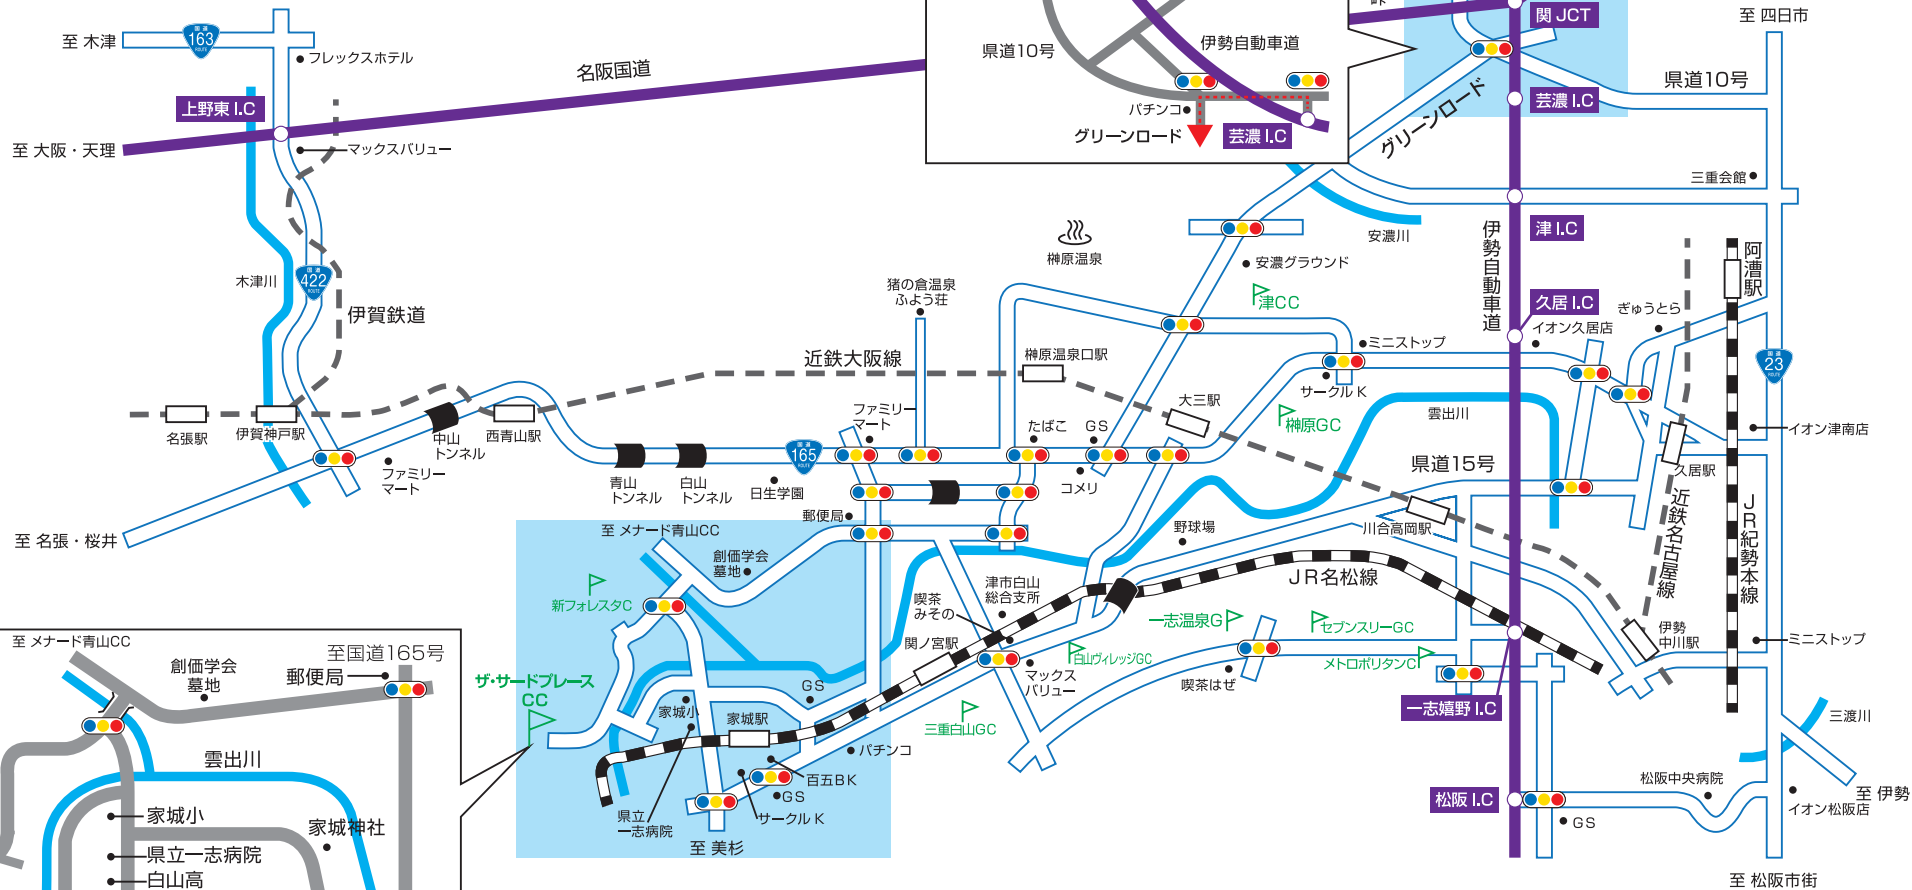 至 木津
国道
163
ROUTE
フレックスホテル
名阪国道
上野東 I.C
至 大阪・天理
マックスバリュー
木津川
国道
422
ROUTE
伊賀鉄道
県道10号
伊勢自動車道
パチンコ
グリーンロード
芸濃 I.C
関 JCT
至 四日市
県道10号
芸濃 I.C
グリーンロード
三重会館
安濃川
津 I.C
伊勢自動車道
榊原温泉
安濃グラウンド
津CC
久居 I.C
イオン久居店
ぎゅうとら
阿漕駅
国道
23
ROUTE
猪の倉温泉
ふよう荘
近鉄大阪線
榊原温泉口駅
ミニストップ
サークル K
大三駅
榊原GC
雲出川
イオン津南店
久居駅
名張駅
伊賀神戸駅
中山
トンネル
西青山駅
ファミリー
マート
青山
トンネル
白山
トンネル
国道
165
ROUTE
日生学園
ファミリー
マート
たばこ
GS
コメリ
県道15号
川合高岡駅
近鉄名古屋線
JR紀勢本線
至 名張・桜井
郵便局
至 メナード青山CC
創価学会
墓地
新フォレスタC
野球場
JR名松線
津市白山
総合支所
喫茶
みその
関ノ宮駅
一志温泉G
セブンスリーGC
メトロポリタンC
白山ヴィレッジGC
マックス
バリュー
喫茶はぜ
三重白山GC
伊勢
中川駅
ミニストップ
一志嬉野 I.C
三渡川
至 伊勢
松阪中央病院
イオン松阪店
松阪 I.C
GS
至 松阪市街
ザ・サードプレース
CC
家城小
家城駅
GS
パチンコ
百五BK
GS
サークル K
県立
一志病院
至 美杉
至 メナード青山CC
創価学会
墓地
至国道165号
郵便局
雲出川
家城小
家城神社
県立一志病院
白山高